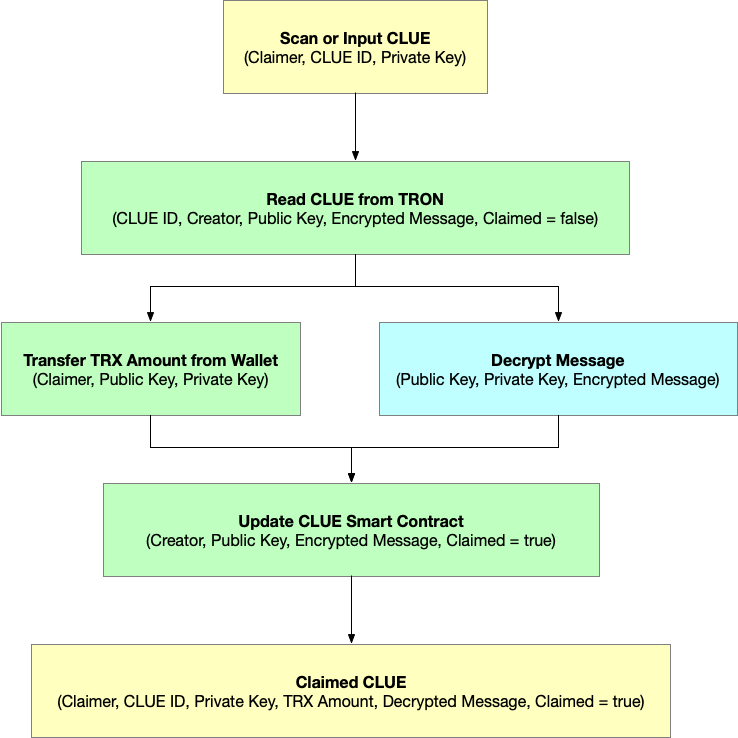 Scan or Input CLUE
(Claimer, CLUE ID, Private Key)
Read CLUE from TRON
(CLUE ID, Creator, Public Key, Encrypted Message, Claimed = false)
Transfer TRX Amount from Wallet
(Claimer, Public Key, Private Key)
Decrypt Message
(Public Key, Private Key, Encrypted Message)
Update CLUE Smart Contract
(Creator, Public Key, Encrypted Message, Claimed = true)
Claimed CLUE
(Claimer, CLUE ID, Private Key, TRX Amount, Decrypted Message, Claimed = true)